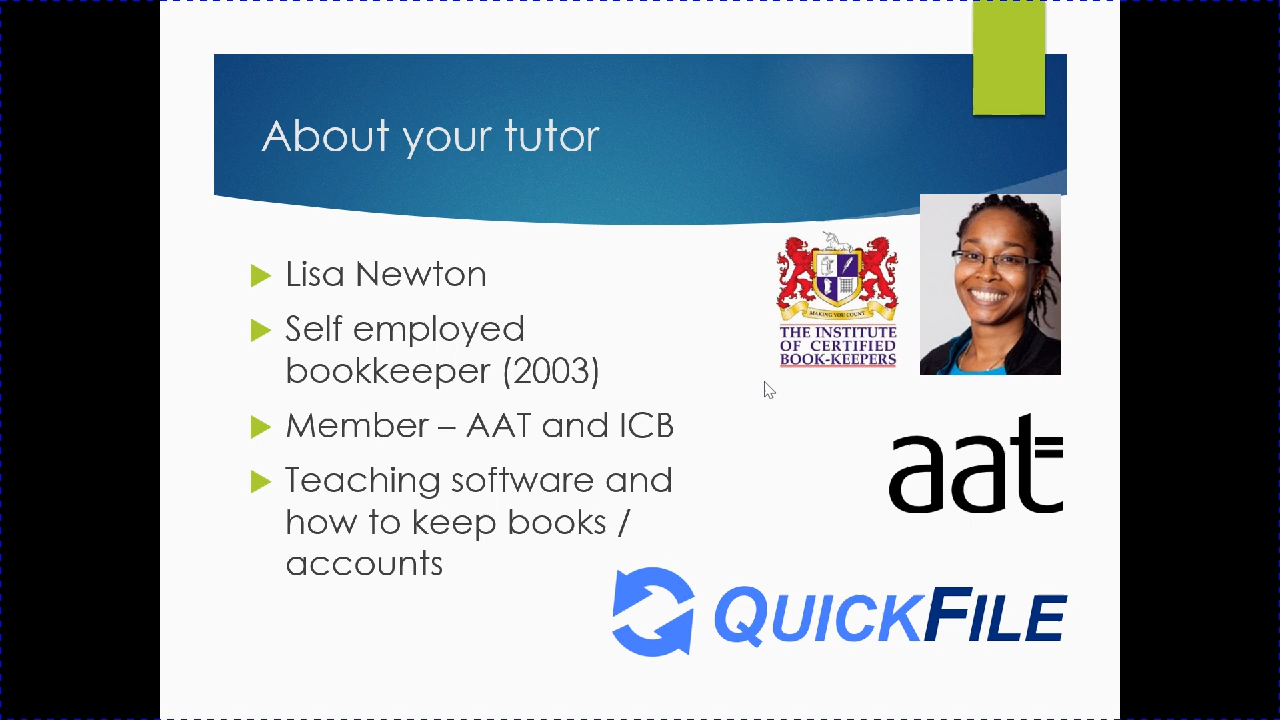 About your tutor
Lisa Newton
Self employed
bookkeeper (2003)
Member – AAT and ICB
Teaching software and
how to keep books /
accounts
MAKING YOU COUNT
THE INSTITUTE
OF CERTIFIED
BOOK-KEEPERS
aat
QUICKFILE